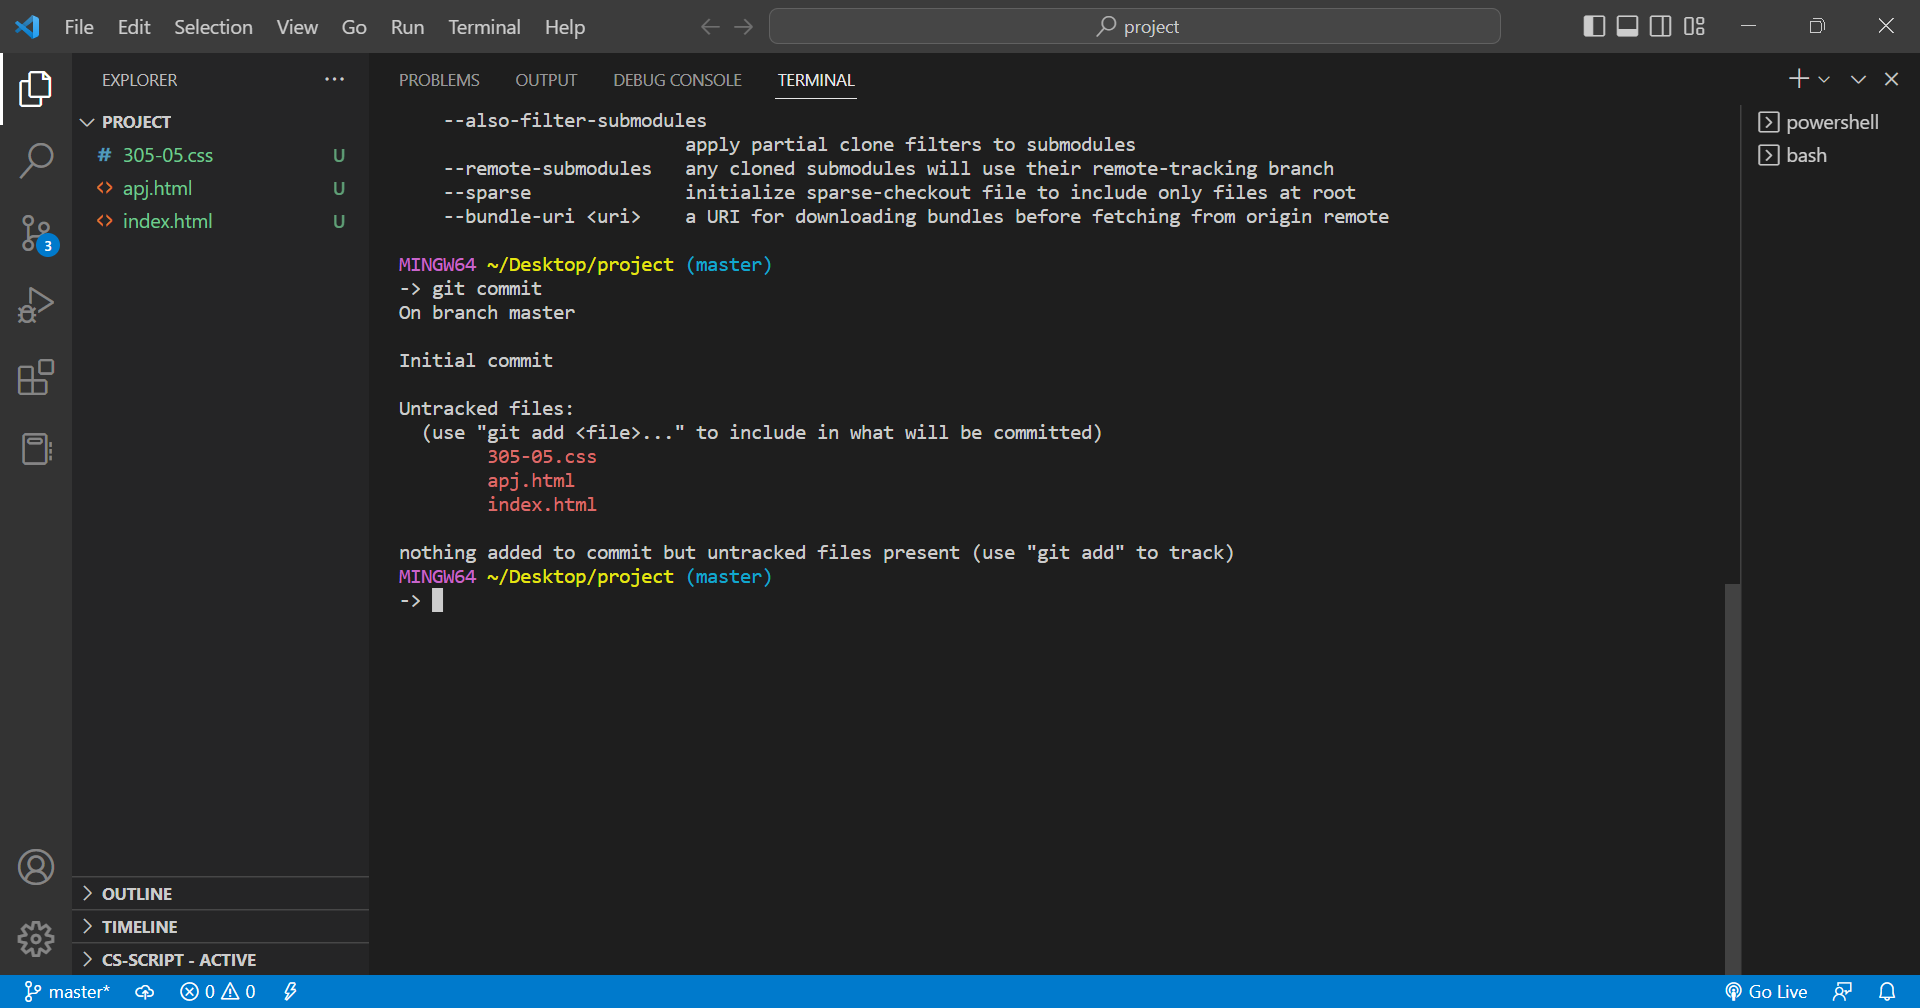 File Edit Selection View Go Run Terminal Help
project
EXPLORER
PROJECT
# 305-05.css U
<> apj.html U
<> index.html U
3
OUTLINE
TIMELINE
CS-SCRIPT - ACTIVE
PROBLEMS OUTPUT DEBUG CONSOLE TERMINAL
--also-filter-submodules
apply partial clone filters to submodules
--remote-submodules any cloned submodules will use their remote-tracking branch
--sparse initialize sparse-checkout file to include only files at root
--bundle-uri <uri> a URI for downloading bundles before fetching from origin remote
MINGW64 ~/Desktop/project (master)
-> git commit
On branch master
Initial commit
Untracked files:
(use "git add <file>..." to include in what will be committed)
305-05.css
apj.html
index.html
nothing added to commit but untracked files present (use "git add" to track)
MINGW64 ~/Desktop/project (master)
->
powershell
bash
master* 0 0
Go Live